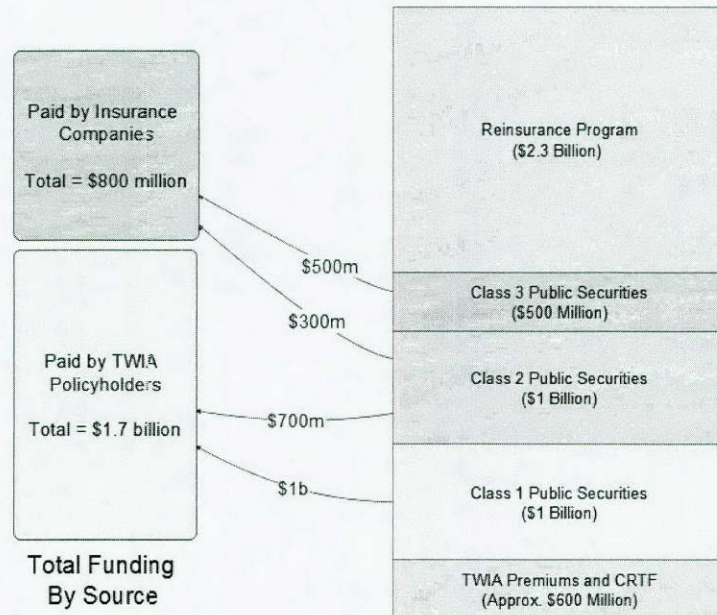 Paid by Insurance
Companies
Total = $800 million
Paid by TWIA
Policyholders
Total = $1.7 billion
Total Funding
By Source
$500m
$300m
$700m
$1b
Reinsurance Program
($2.3 Billion)
Class 3 Public Securities
($500 Million)
Class 2 Public Securities
($1 Billion)
Class 1 Public Securities
($1 Billion)
TWIA Premiums and CRTF
(Approx. $600 Million)